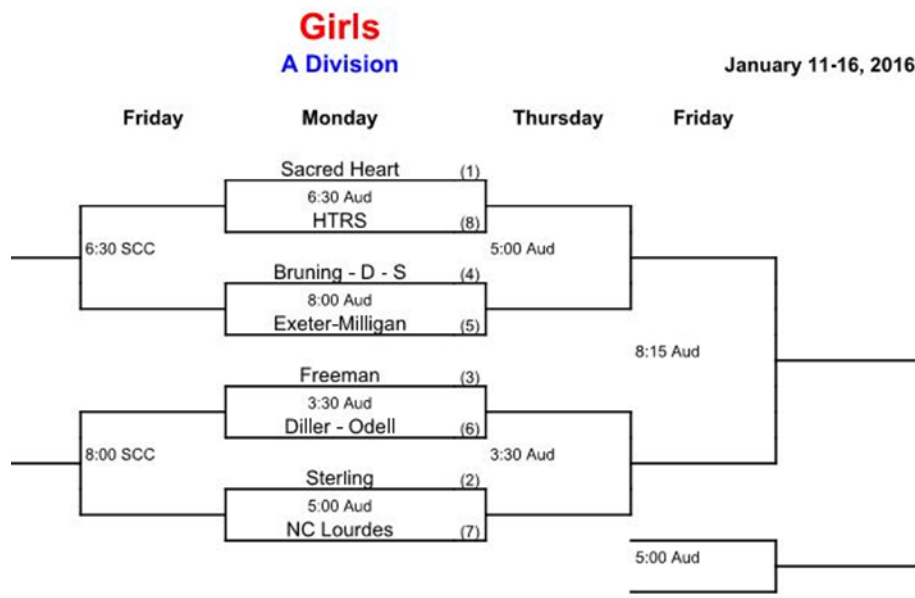 Girls
A Division
January 11-16, 2016
Friday Monday Thursday Friday
Sacred Heart (1)
6:30 Aud
HTRS (8)
6:30 SCC
5:00 Aud
Bruning - D - S (4)
8:00 Aud
Exeter-Milligan (5)
8:15 Aud
Freeman (3)
3:30 Aud
Diller - Odell (6)
8:00 SCC
3:30 Aud
Sterling (2)
5:00 Aud
NC Lourdes (7)
5:00 Aud